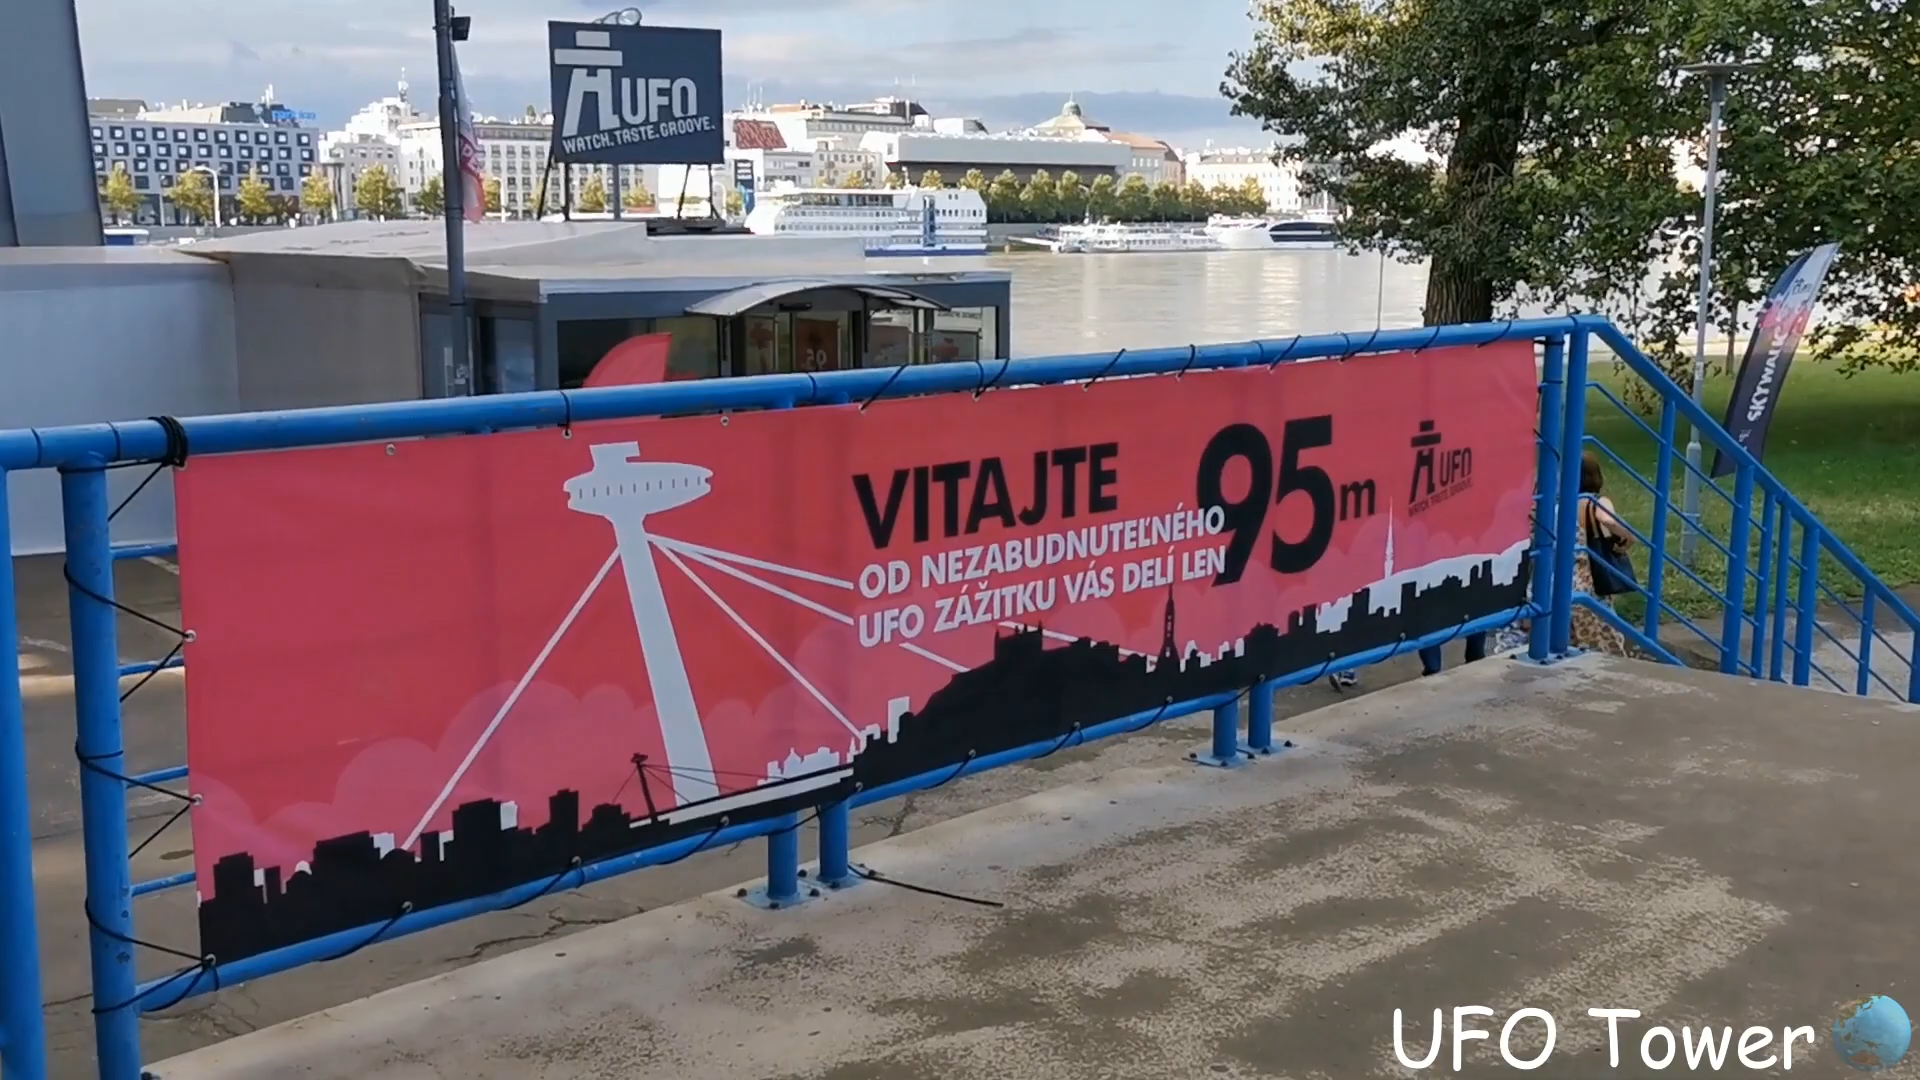 UFO
WATCH.TASTE.GROOVE.
VITAJTE
OD NEZABUDNUTEĽNÉHO
UFO ZÁŽITKU VÁS DELÍ LEN
95m
UFO
WATCH.TASTE.GROOVE.
SKYWALK
UFO Tower